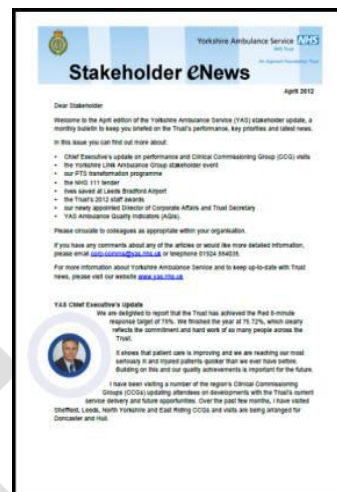 Yorkshire Ambulance Service NHS
NHS Trust
An Aspirant Foundation Trust
Stakeholder eNews
April 2012
Dear Stakeholder
Welcome to the April edition of the Yorkshire Ambulance Service (YAS) stakeholder update, a
monthly bulletin to keep you briefed on the Trust's performance, key priorities and latest news.
In this issue you can find out more about:
• Chief Executive's update on performance and Clinical Commissioning Group (CCG) visits
• the Yorkshire LINk Ambulance Group stakeholder event
• our PTS transformation programme
• the NHS 111 tender
• lives saved at Leeds Bradford Airport
• the Trust's 2012 staff awards
• our newly appointed Director of Corporate Affairs and Trust Secretary
• YAS Ambulance Quality Indicators (AQIs).
Please circulate to colleagues as appropriate within your organisation.
If you have any comments about any of the articles or would like more detailed information,
please email corp-comms@yas.nhs.uk or telephone 01924 584035.
For more information about Yorkshire Ambulance Service and to keep up-to-date with Trust
news, please visit our website www.yas.nhs.uk
YAS Chief Executive's Update
We are delighted to report that the Trust has achieved the Red 8-minute
response target of 75%. We finished the year at 75.72%, which clearly
reflects the commitment and hard work of so many people across the
Trust.
It shows that patient care is improving and we are reaching our most
seriously ill and injured patients quicker than we ever have before.
Building on this and our quality achievements is important for the future.
I have been visiting a number of the region's Clinical Commissioning
Groups (CCGs) updating attendees on developments with the Trust's current
service delivery and future opportunities. Over the past few months, I have visited
Sheffield, Leeds, North Yorkshire and East Riding CCGs and visits are being arranged for
Doncaster and Hull.